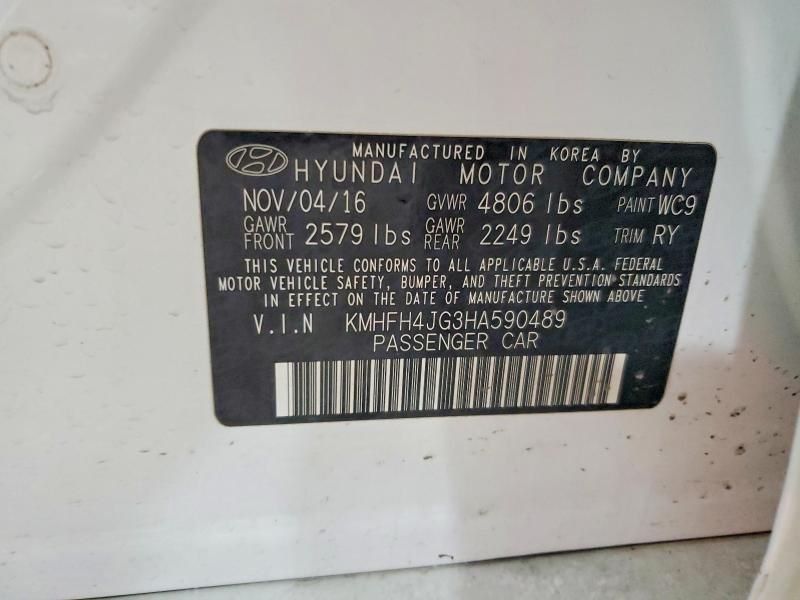 MANUFACTURED IN KOREA BY
HYUNDAI MOTOR COMPANY
NOV/04/16 GVWR 4806 lbs PAINT WC9
GAWR FRONT 2579 lbs GAWR REAR 2249 lbs TRIM RY
THIS VEHICLE CONFORMS TO ALL APPLICABLE U.S.A. FEDERAL
MOTOR VEHICLE SAFETY, BUMPER, AND THEFT PREVENTION STANDARDS
IN EFFECT ON THE DATE OF MANUFACTURE SHOWN ABOVE
V.I.N KMHFH4JG3HA590489
PASSENGER CAR